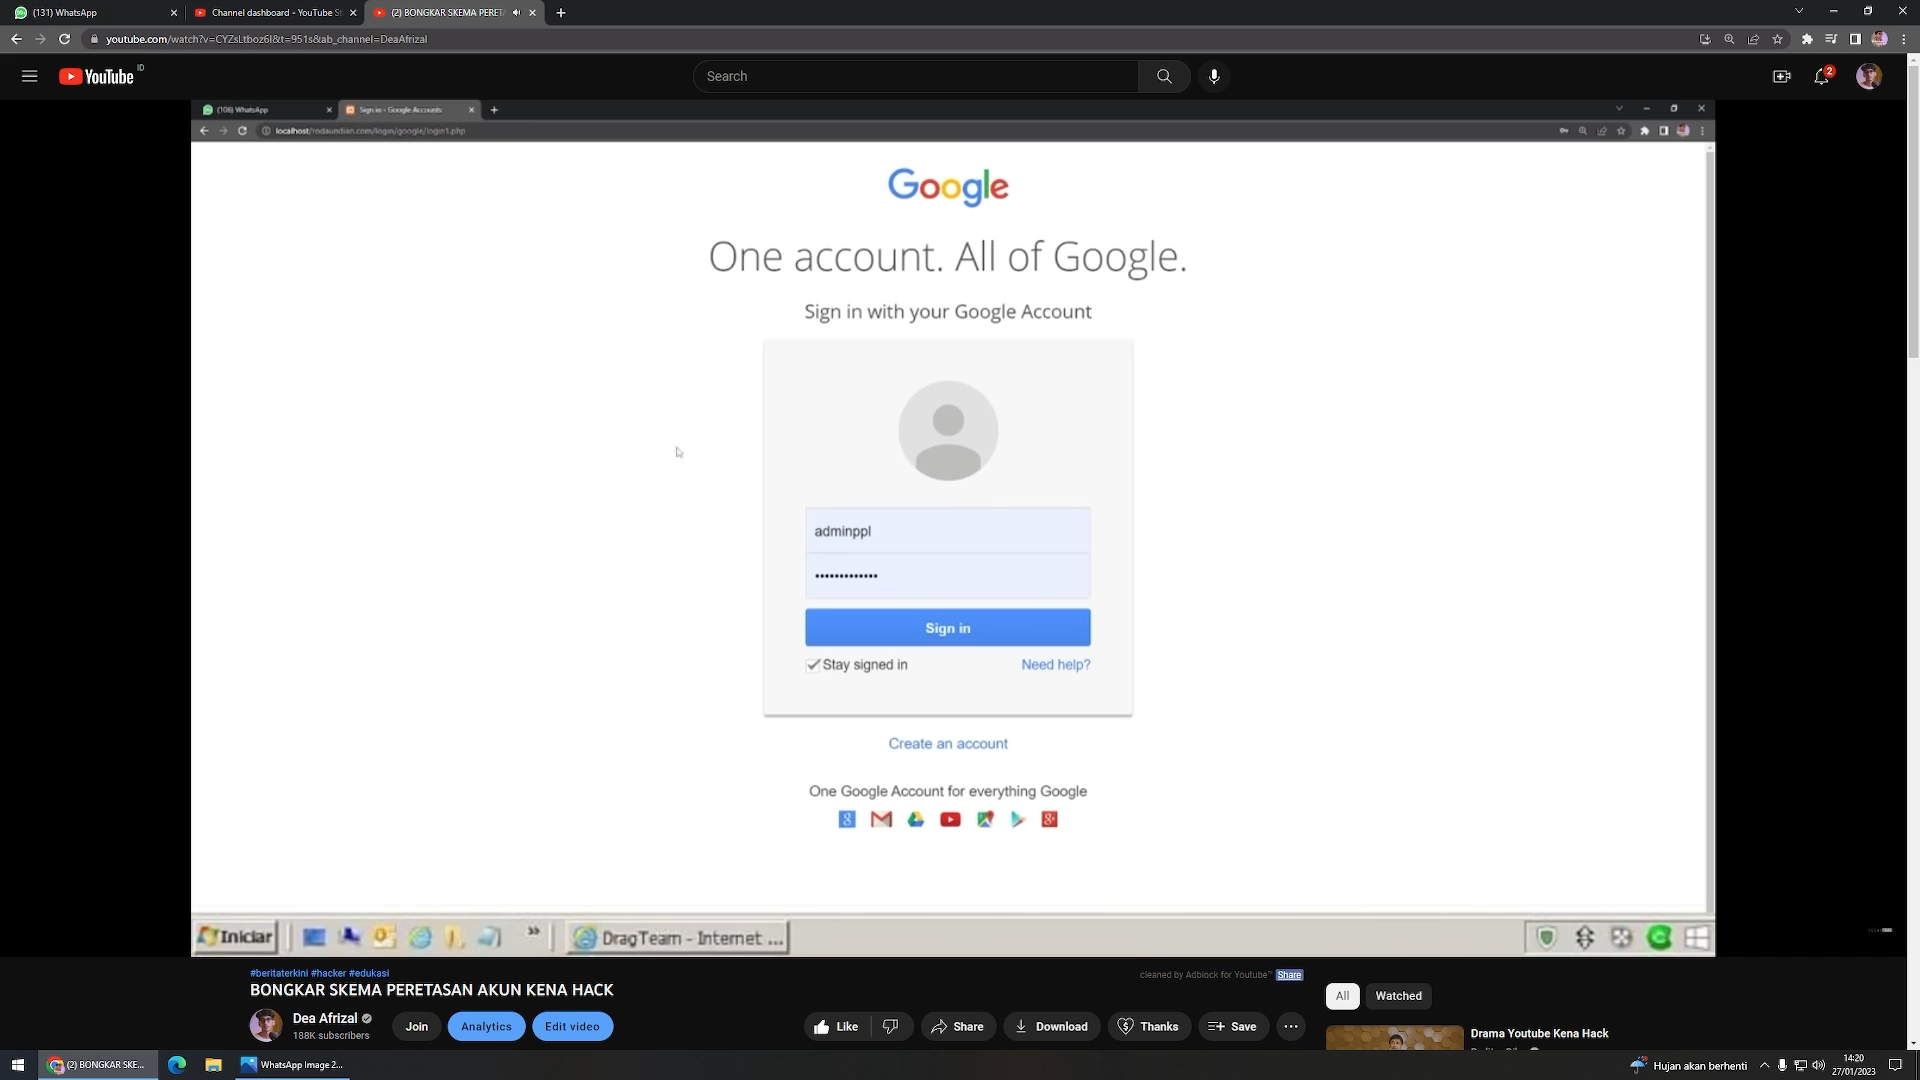 (131) WhatsApp
Channel dashboard - YouTube S
(2) BONGKAR SKEMA PERET
youtube.com/watch?v=CYZsLtboz6I&t=951s&ab_channel=DeaAfrizal
YouTube ID
Search
2
(106) WhatsApp
Sign in - Google Accounts
localhost/rodaundian.com/login/google/login1.php
Google
One account. All of Google.
Sign in with your Google Account
adminppl
•••••••••••••
Sign in
Stay signed in
Need help?
Create an account
One Google Account for everything Google
Iniciar
»
DragTeam - Internet ...
#beritaterkini #hacker #edukasi
cleaned by Adblock for Youtube™ Share
BONGKAR SKEMA PERETASAN AKUN KENA HACK
All
Watched
Dea Afrizal
188K subscribers
Join
Analytics
Edit video
Like
Share
Download
Thanks
Save
Drama Youtube Kena Hack
(2) BONGKAR SKE...
WhatsApp Image 2...
Hujan akan berhenti
14:20
27/01/2023